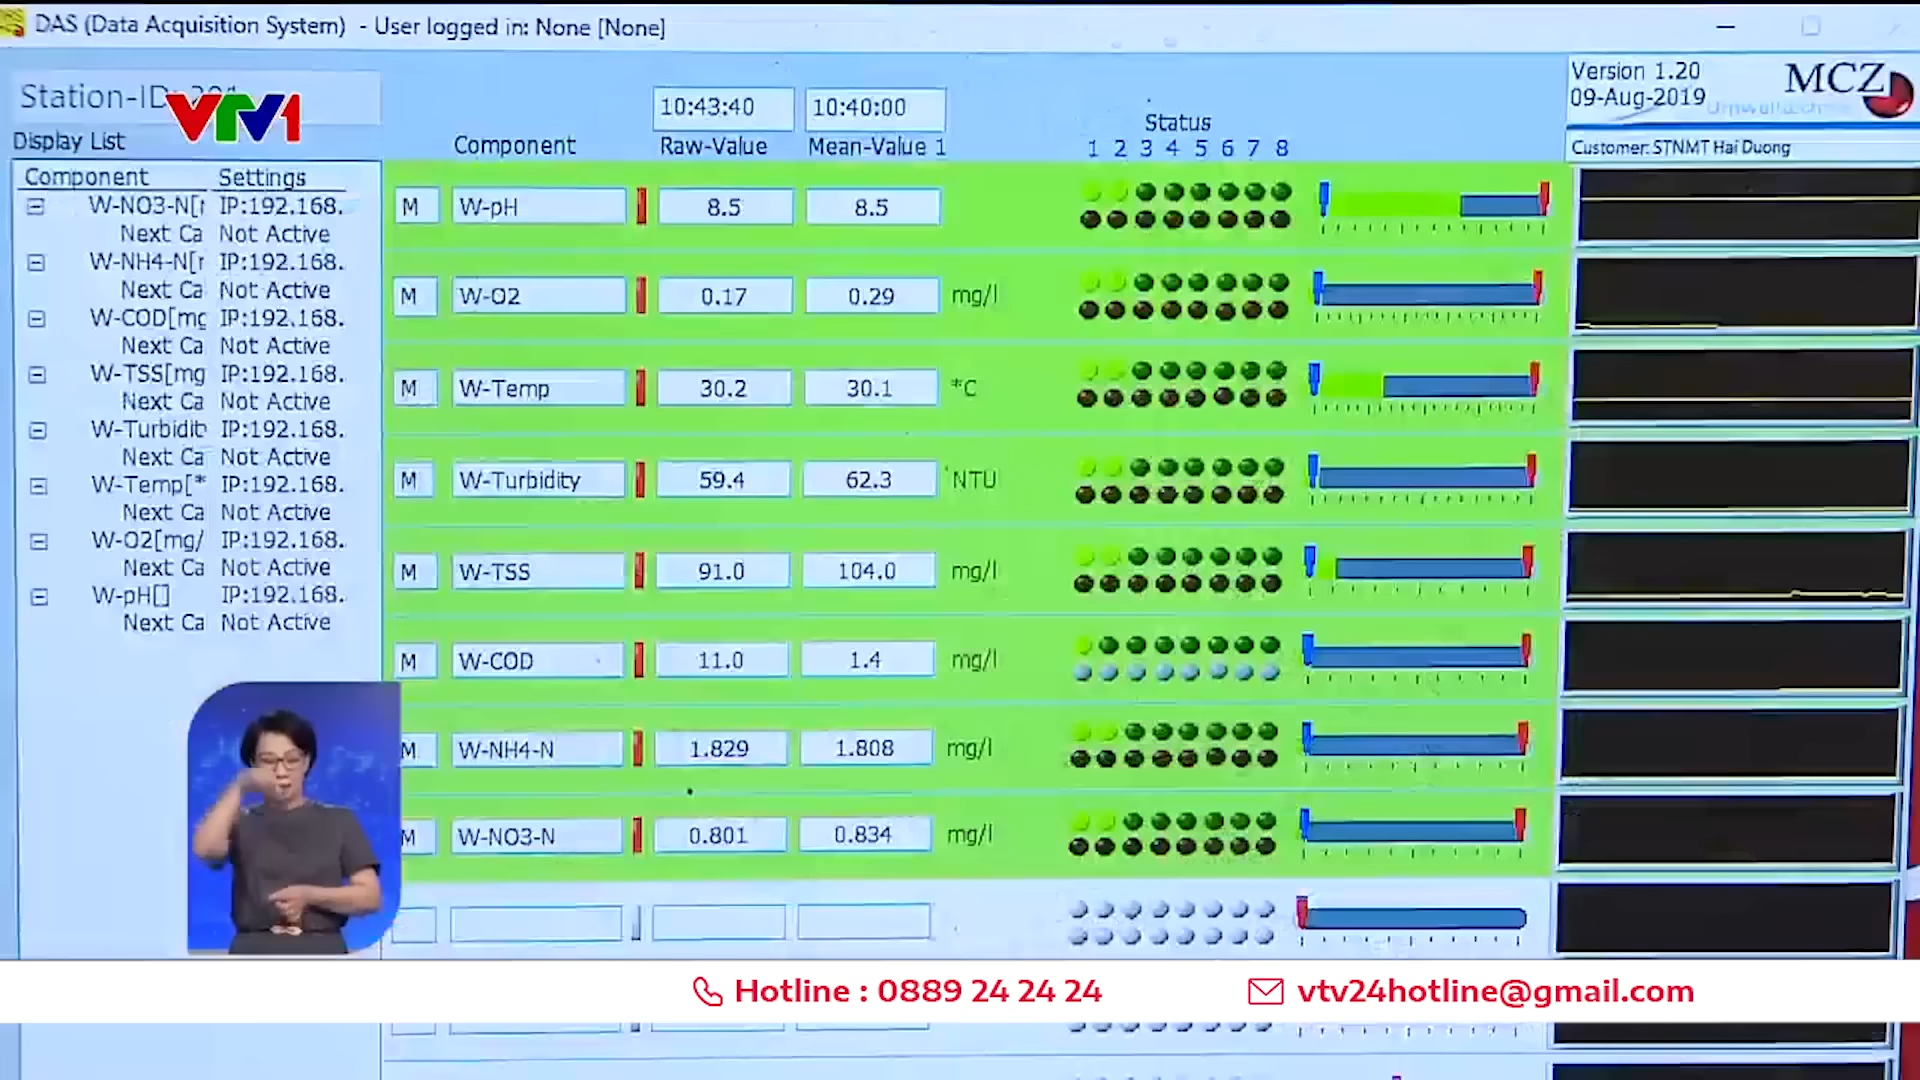 DAS (Data Acquisition System) - User logged in: None [None]
Station-ID:
VTV1
Display List
Component Settings
W-NO3-N[r IP:192.168.
Next Ca Not Active
W-NH4-N[r IP:192.168.
Next Ca Not Active
W-COD[mg IP:192.168.
Next Ca Not Active
W-TSS[mg IP:192.168.
Next Ca Not Active
W-Turbidit IP:192.168.
Next Ca Not Active
W-Temp[* IP:192.168.
Next Ca Not Active
W-O2[mg/ IP:192.168.
Next Ca Not Active
W-pH[] IP:192.168.
Next Ca Not Active
10:43:40 10:40:00
Component Raw-Value Mean-Value 1
Status
1 2 3 4 5 6 7 8
M W-pH 8.5 8.5
M W-O2 0.17 0.29 mg/l
M W-Temp 30.2 30.1 *C
M W-Turbidity 59.4 62.3 NTU
M W-TSS 91.0 104.0 mg/l
M W-COD 11.0 1.4 mg/l
M W-NH4-N 1.829 1.808 mg/l
M W-NO3-N 0.801 0.834 mg/l
Version 1.20
09-Aug-2019
MCZ
Umwelttechnik
Customer: STNMT Hai Duong
Hotline : 0889 24 24 24
vtv24hotline@gmail.com